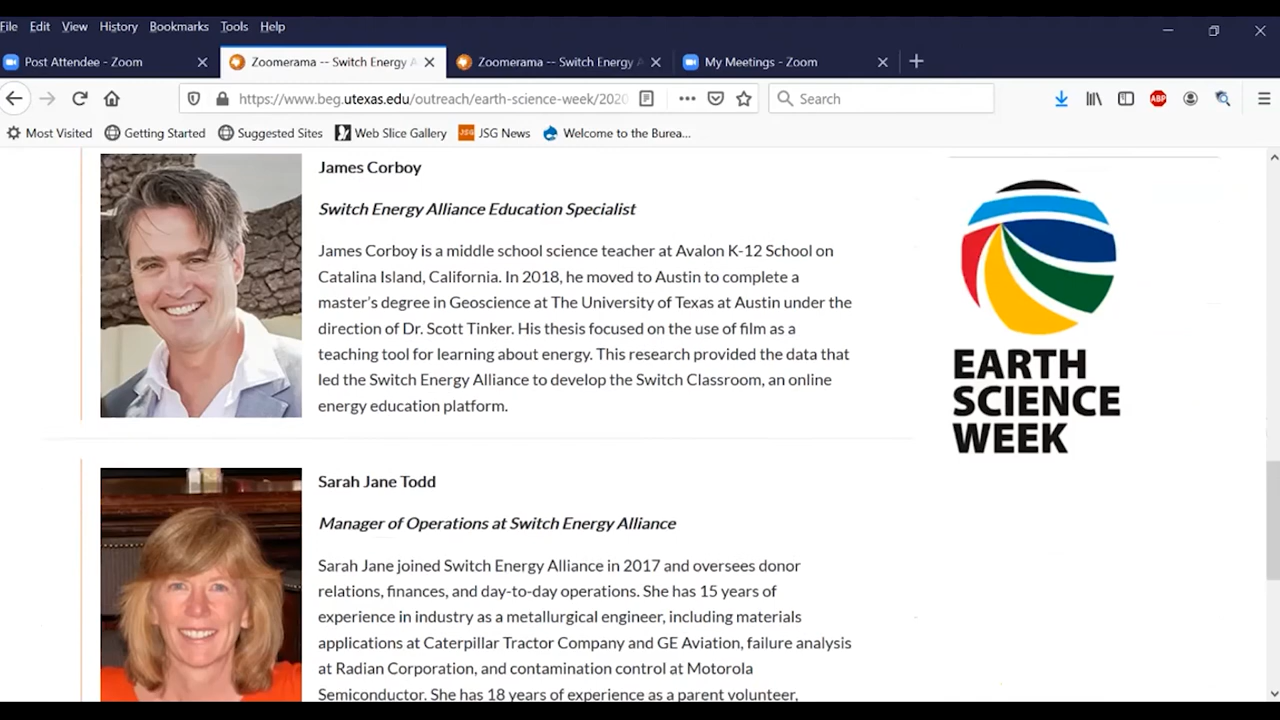 File Edit View History Bookmarks Tools Help
Post Attendee - Zoom
Zoomerama -- Switch Energy A
Zoomerama -- Switch Energy A
My Meetings - Zoom
https://www.beg.utexas.edu/outreach/earth-science-week/2020
Search
ABP
Most Visited
Getting Started
Suggested Sites
Web Slice Gallery
JSG JSG News
Welcome to the Burea...
James Corboy
Switch Energy Alliance Education Specialist
James Corboy is a middle school science teacher at Avalon K-12 School on
Catalina Island, California. In 2018, he moved to Austin to complete a
master's degree in Geoscience at The University of Texas at Austin under the
direction of Dr. Scott Tinker. His thesis focused on the use of film as a
teaching tool for learning about energy. This research provided the data that
led the Switch Energy Alliance to develop the Switch Classroom, an online
energy education platform.
EARTH
SCIENCE
WEEK
Sarah Jane Todd
Manager of Operations at Switch Energy Alliance
Sarah Jane joined Switch Energy Alliance in 2017 and oversees donor
relations, finances, and day-to-day operations. She has 15 years of
experience in industry as a metallurgical engineer, including materials
applications at Caterpillar Tractor Company and GE Aviation, failure analysis
at Radian Corporation, and contamination control at Motorola
Semiconductor. She has 18 years of experience as a parent volunteer,